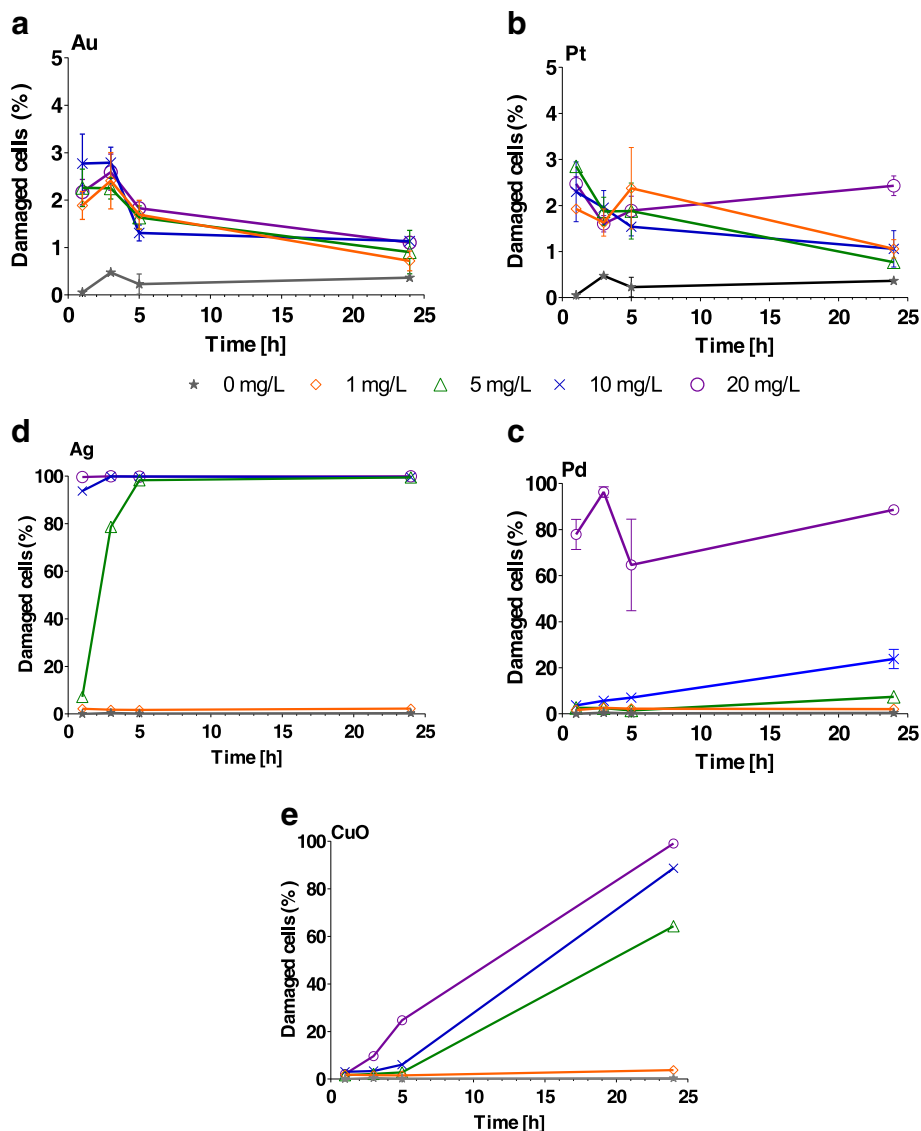 a
Au
Damaged cells (%)
5
4
3
2
1
0
0 5 10 15 20 25
Time [h]
b
Pt
Damaged cells (%)
5
4
3
2
1
0
0 5 10 15 20 25
Time [h]
0 mg/L 1 mg/L 5 mg/L 10 mg/L 20 mg/L
d
Ag
Damaged cells (%)
100
80
60
40
20
0
0 5 10 15 20 25
Time [h]
c
Pd
Damaged cells (%)
100
80
60
40
20
0
0 5 10 15 20 25
Time [h]
e
CuO
Damaged cells (%)
100
80
60
40
20
0
0 5 10 15 20 25
Time [h]